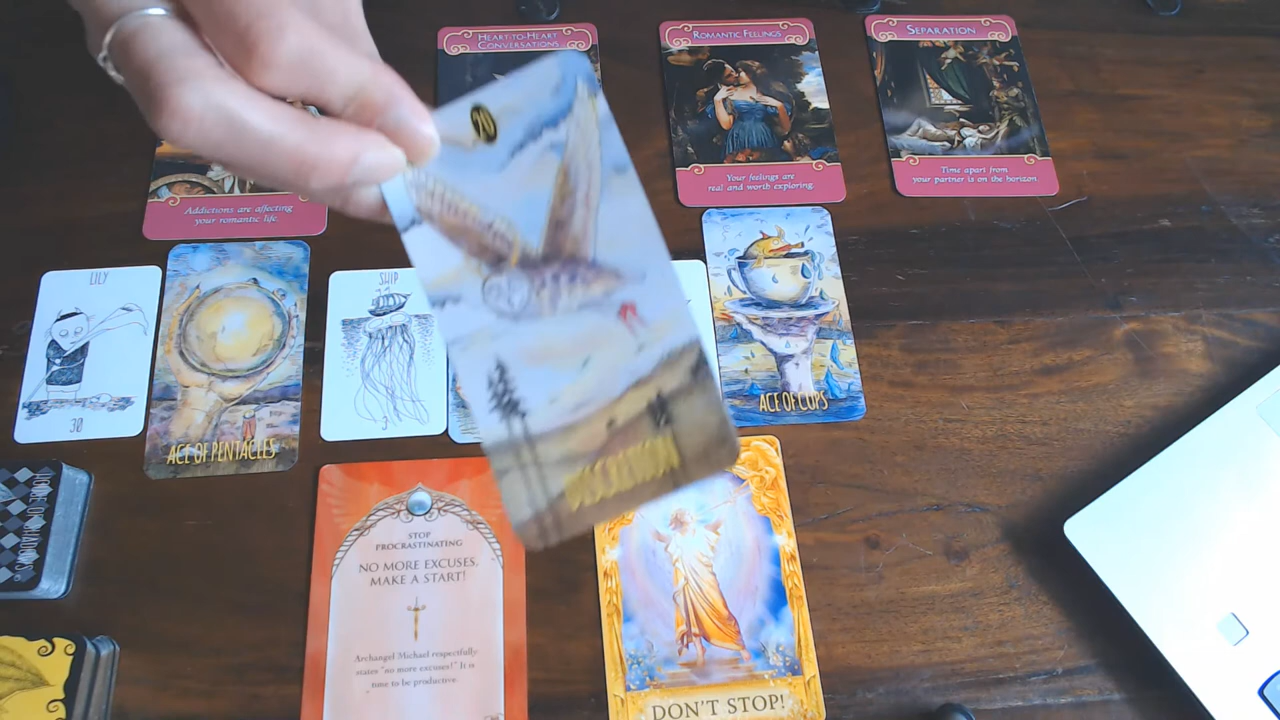 HEART-TO-HEART
CONVERSATIONS
ROMANTIC FEELINGS
SEPARATION
Addictions are affecting
your romantic life.
Your feelings are
real and worth exploring.
Time apart from
your partner is on the horizon.
20
LILY
30
ACE OF PENTACLES
SHIP
3
ACE OF CUPS
STOP
PROCRASTINATING
NO MORE EXCUSES,
MAKE A START!
Archangel Michael respectfully
states "no more excuses!" It is
time to be productive.
DON'T STOP!